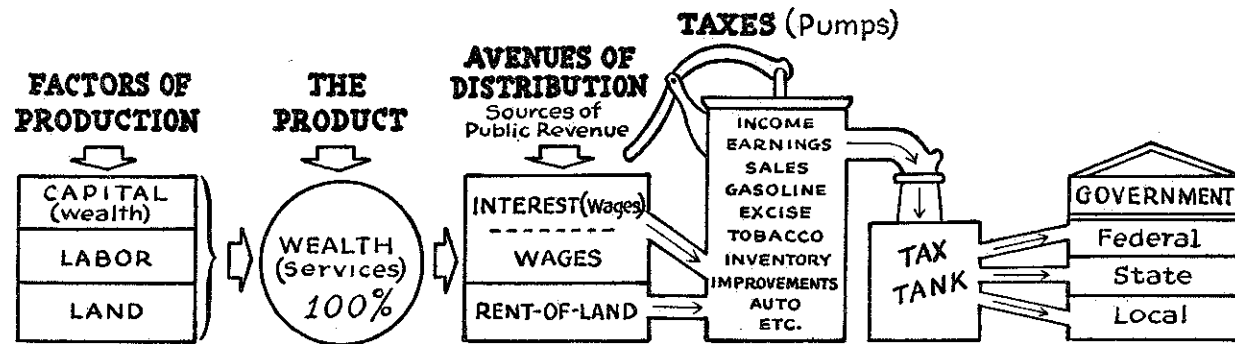 FACTORS OF
PRODUCTION
CAPITAL
(wealth)
LABOR
LAND
THE
PRODUCT
WEALTH
(Services)
100%
AVENUES OF
DISTRIBUTION
Sources of
Public Revenue
INTEREST (Wages)
WAGES
RENT-OF-LAND
TAXES (Pumps)
INCOME
EARNINGS
SALES
GASOLINE
EXCISE
TOBACCO
INVENTORY
IMPROVEMENTS
AUTO
ETC.
TAX
TANK
GOVERNMENT
Federal
State
Local